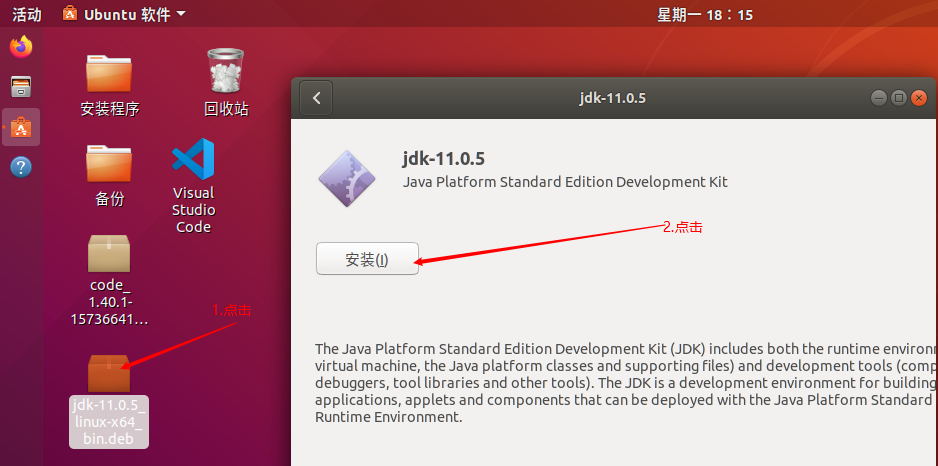 活动
Ubuntu 软件
星期一 18：15
安装程序
回收站
备份
Visual
Studio
Code
code_
1.40.1-
15736641…
1.点击
jdk-11.0.5_
linux-x64_
bin.deb
jdk-11.0.5
jdk-11.0.5
Java Platform Standard Edition Development Kit
2.点击
安装(I)
The Java Platform Standard Edition Development Kit (JDK) includes both the runtime environ
virtual machine, the Java platform classes and supporting files) and development tools (comp
debuggers, tool libraries and other tools). The JDK is a development environment for building
applications, applets and components that can be deployed with the Java Platform Standard
Runtime Environment.